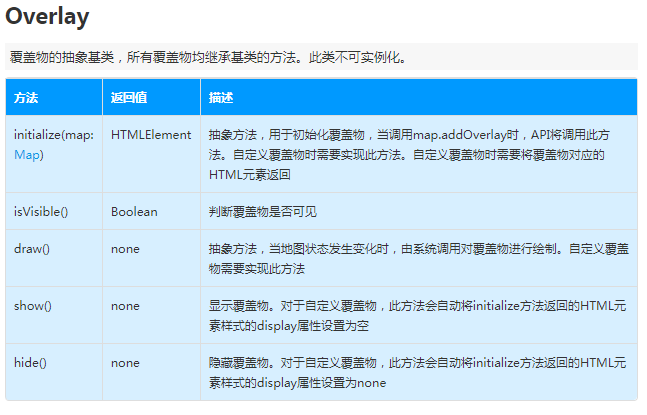 Overlay
覆盖物的抽象基类，所有覆盖物均继承基类的方法。此类不可实例化。
方法 返回值 描述
initialize(map: HTMLElement 抽象方法，用于初始化覆盖物，当调用map.addOverlay时，API将调用此方
Map) 法。自定义覆盖物时需要实现此方法。自定义覆盖物时需要将覆盖物对应的
HTML元素返回
isVisible() Boolean 判断覆盖物是否可见
draw() none 抽象方法，当地图状态发生变化时，由系统调用对覆盖物进行绘制。自定义覆盖
物需要实现此方法
show() none 显示覆盖物。对于自定义覆盖物，此方法会自动将initialize方法返回的HTML元
素样式的display属性设置为空
hide() none 隐藏覆盖物。对于自定义覆盖物，此方法会自动将initialize方法返回的HTML元
素样式的display属性设置为none